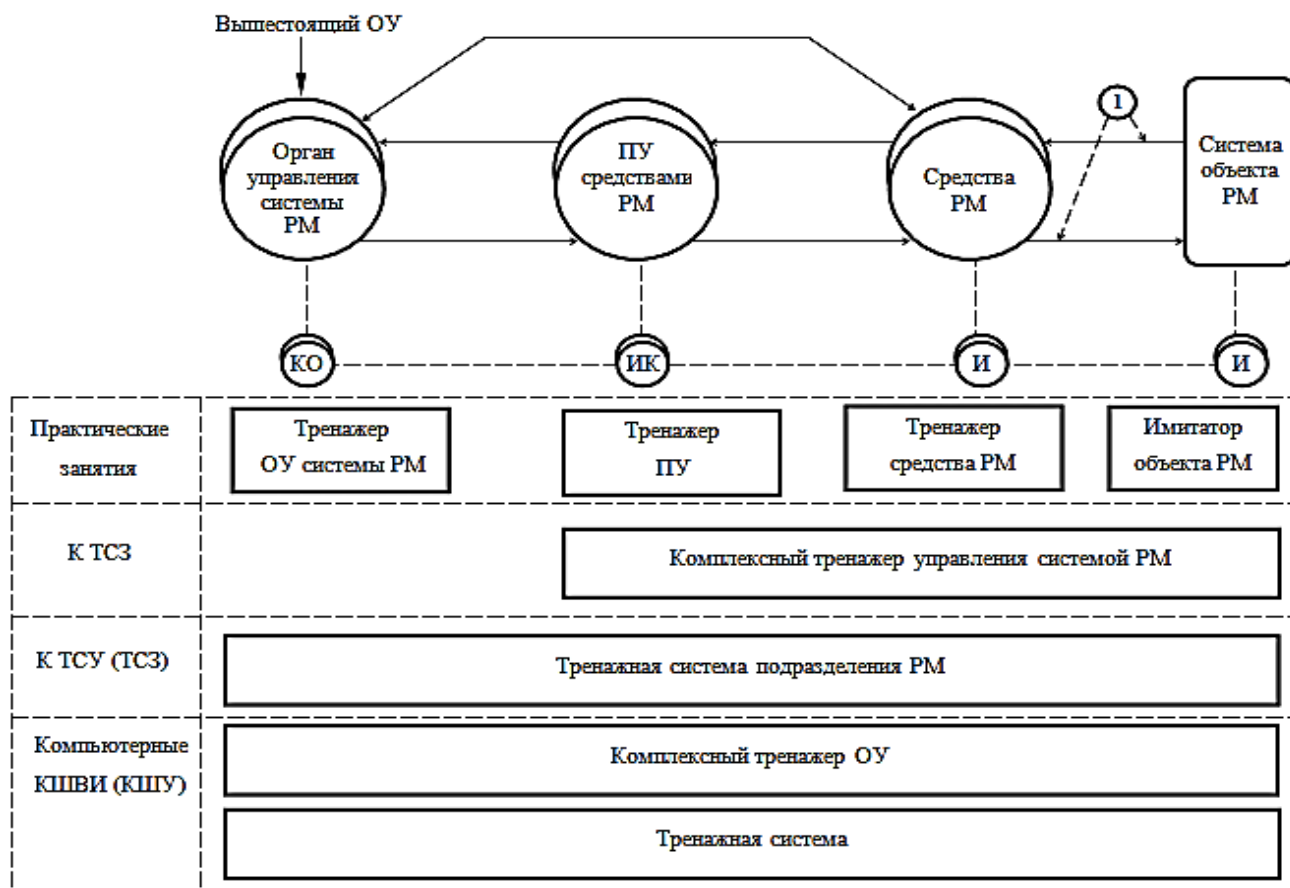 Вышестоящий ОУ
1
Орган
управления
системы
РМ
ПУ
средствами
РМ
Средства
РМ
Система
объекта
РМ
КО
ИК
И
И
Практические
занятия
Тренажер
ОУ системы РМ
Тренажер
ПУ
Тренажер
средства РМ
Имитатор
объекта РМ
К ТСЗ
Комплексный тренажер управления системой РМ
К ТСУ (ТСЗ)
Тренажная система подразделения РМ
Компьютерные
КШВИ (КШУ)
Комплексный тренажер ОУ
Тренажная система